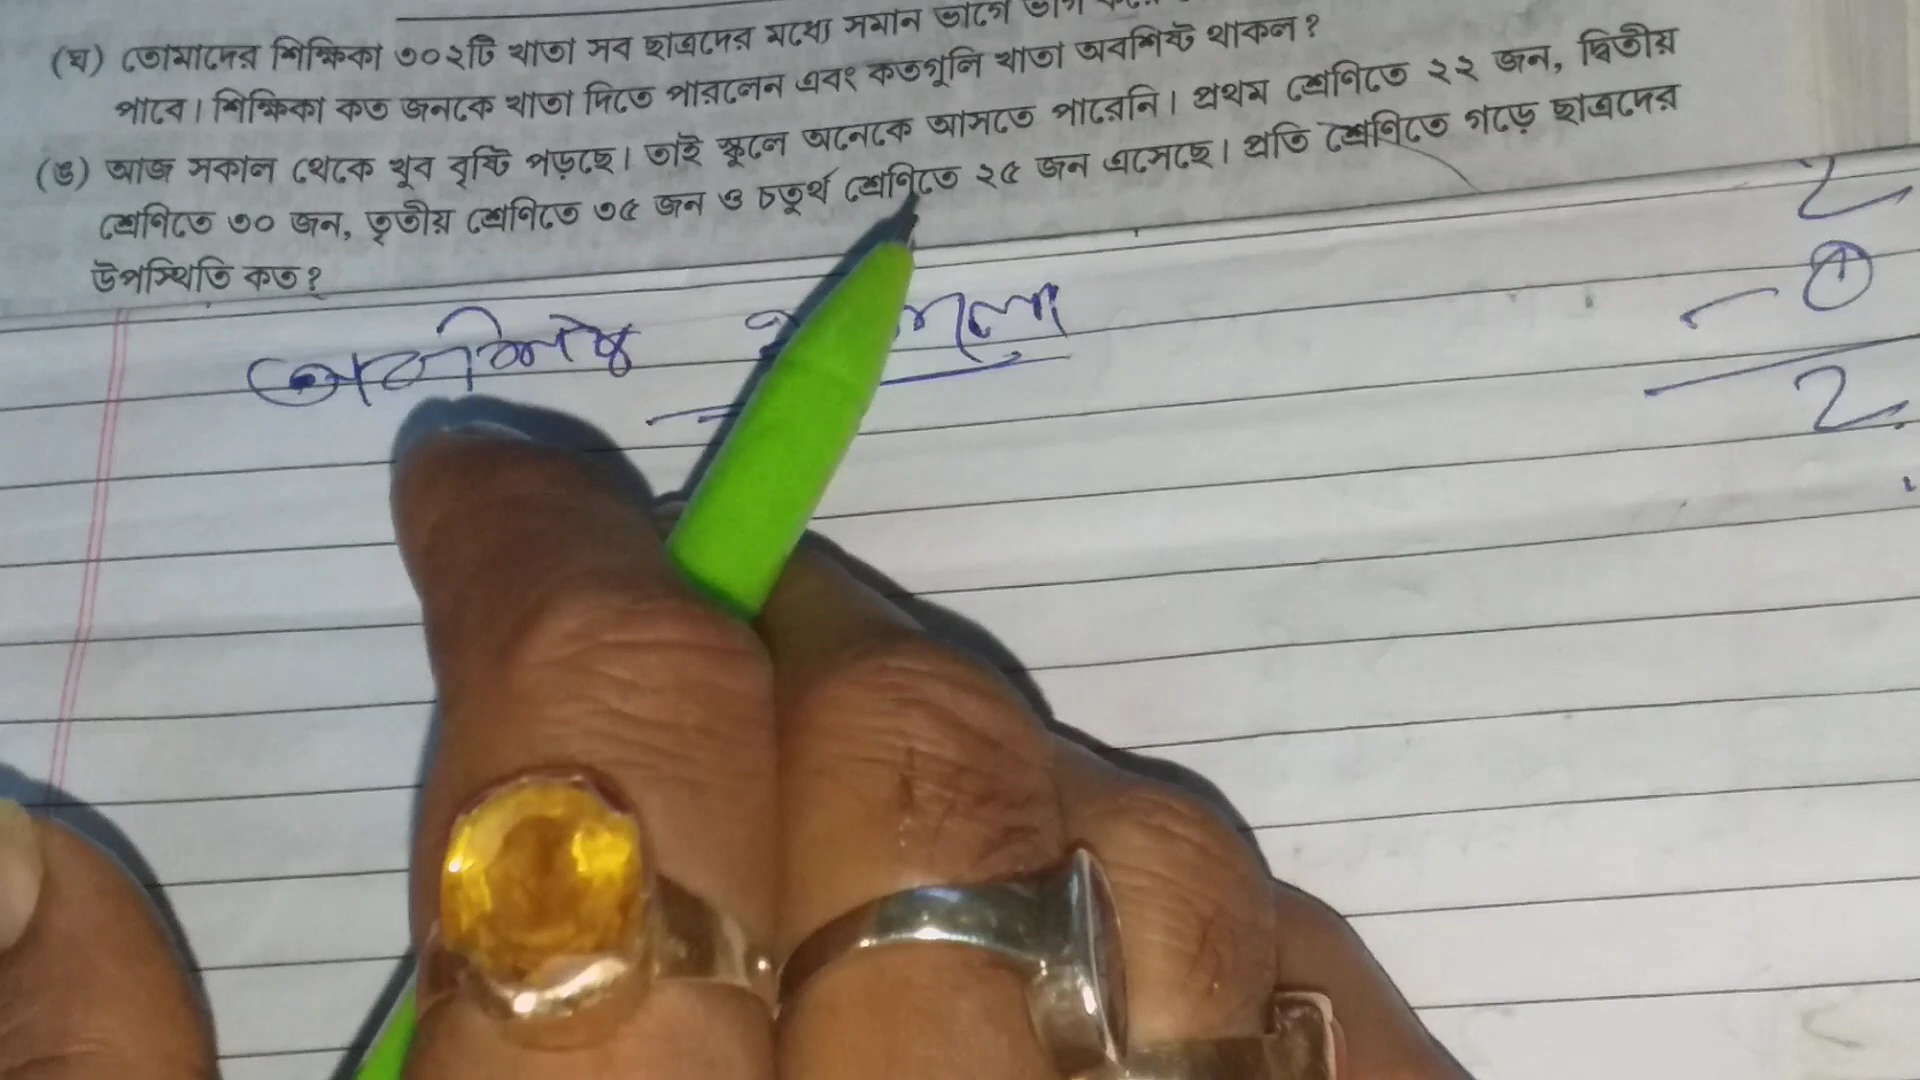 (ঘ) তোমাদের শিক্ষিকা ৩০২টি খাতা সব ছাত্রদের মধ্যে সমান ভাগে ভাগ
পাবে। শিক্ষিকা কত জনকে খাতা দিতে পারলেন এবং কতগুলি খাতা অবশিষ্ট থাকল?
(ঙ) আজ সকাল থেকে খুব বৃষ্টি পড়ছে। তাই স্কুলে অনেকে আসতে পারেনি। প্রথম শ্রেণিতে ২২ জন, দ্বিতীয়
শ্রেণিতে ৩০ জন, তৃতীয় শ্রেণিতে ৩৫ জন ও চতুর্থ শ্রেণিতে ২৫ জন এসেছে। প্রতি শ্রেণিতে গড়ে ছাত্রদের
উপস্থিতি কত?
অবশিষ্ট